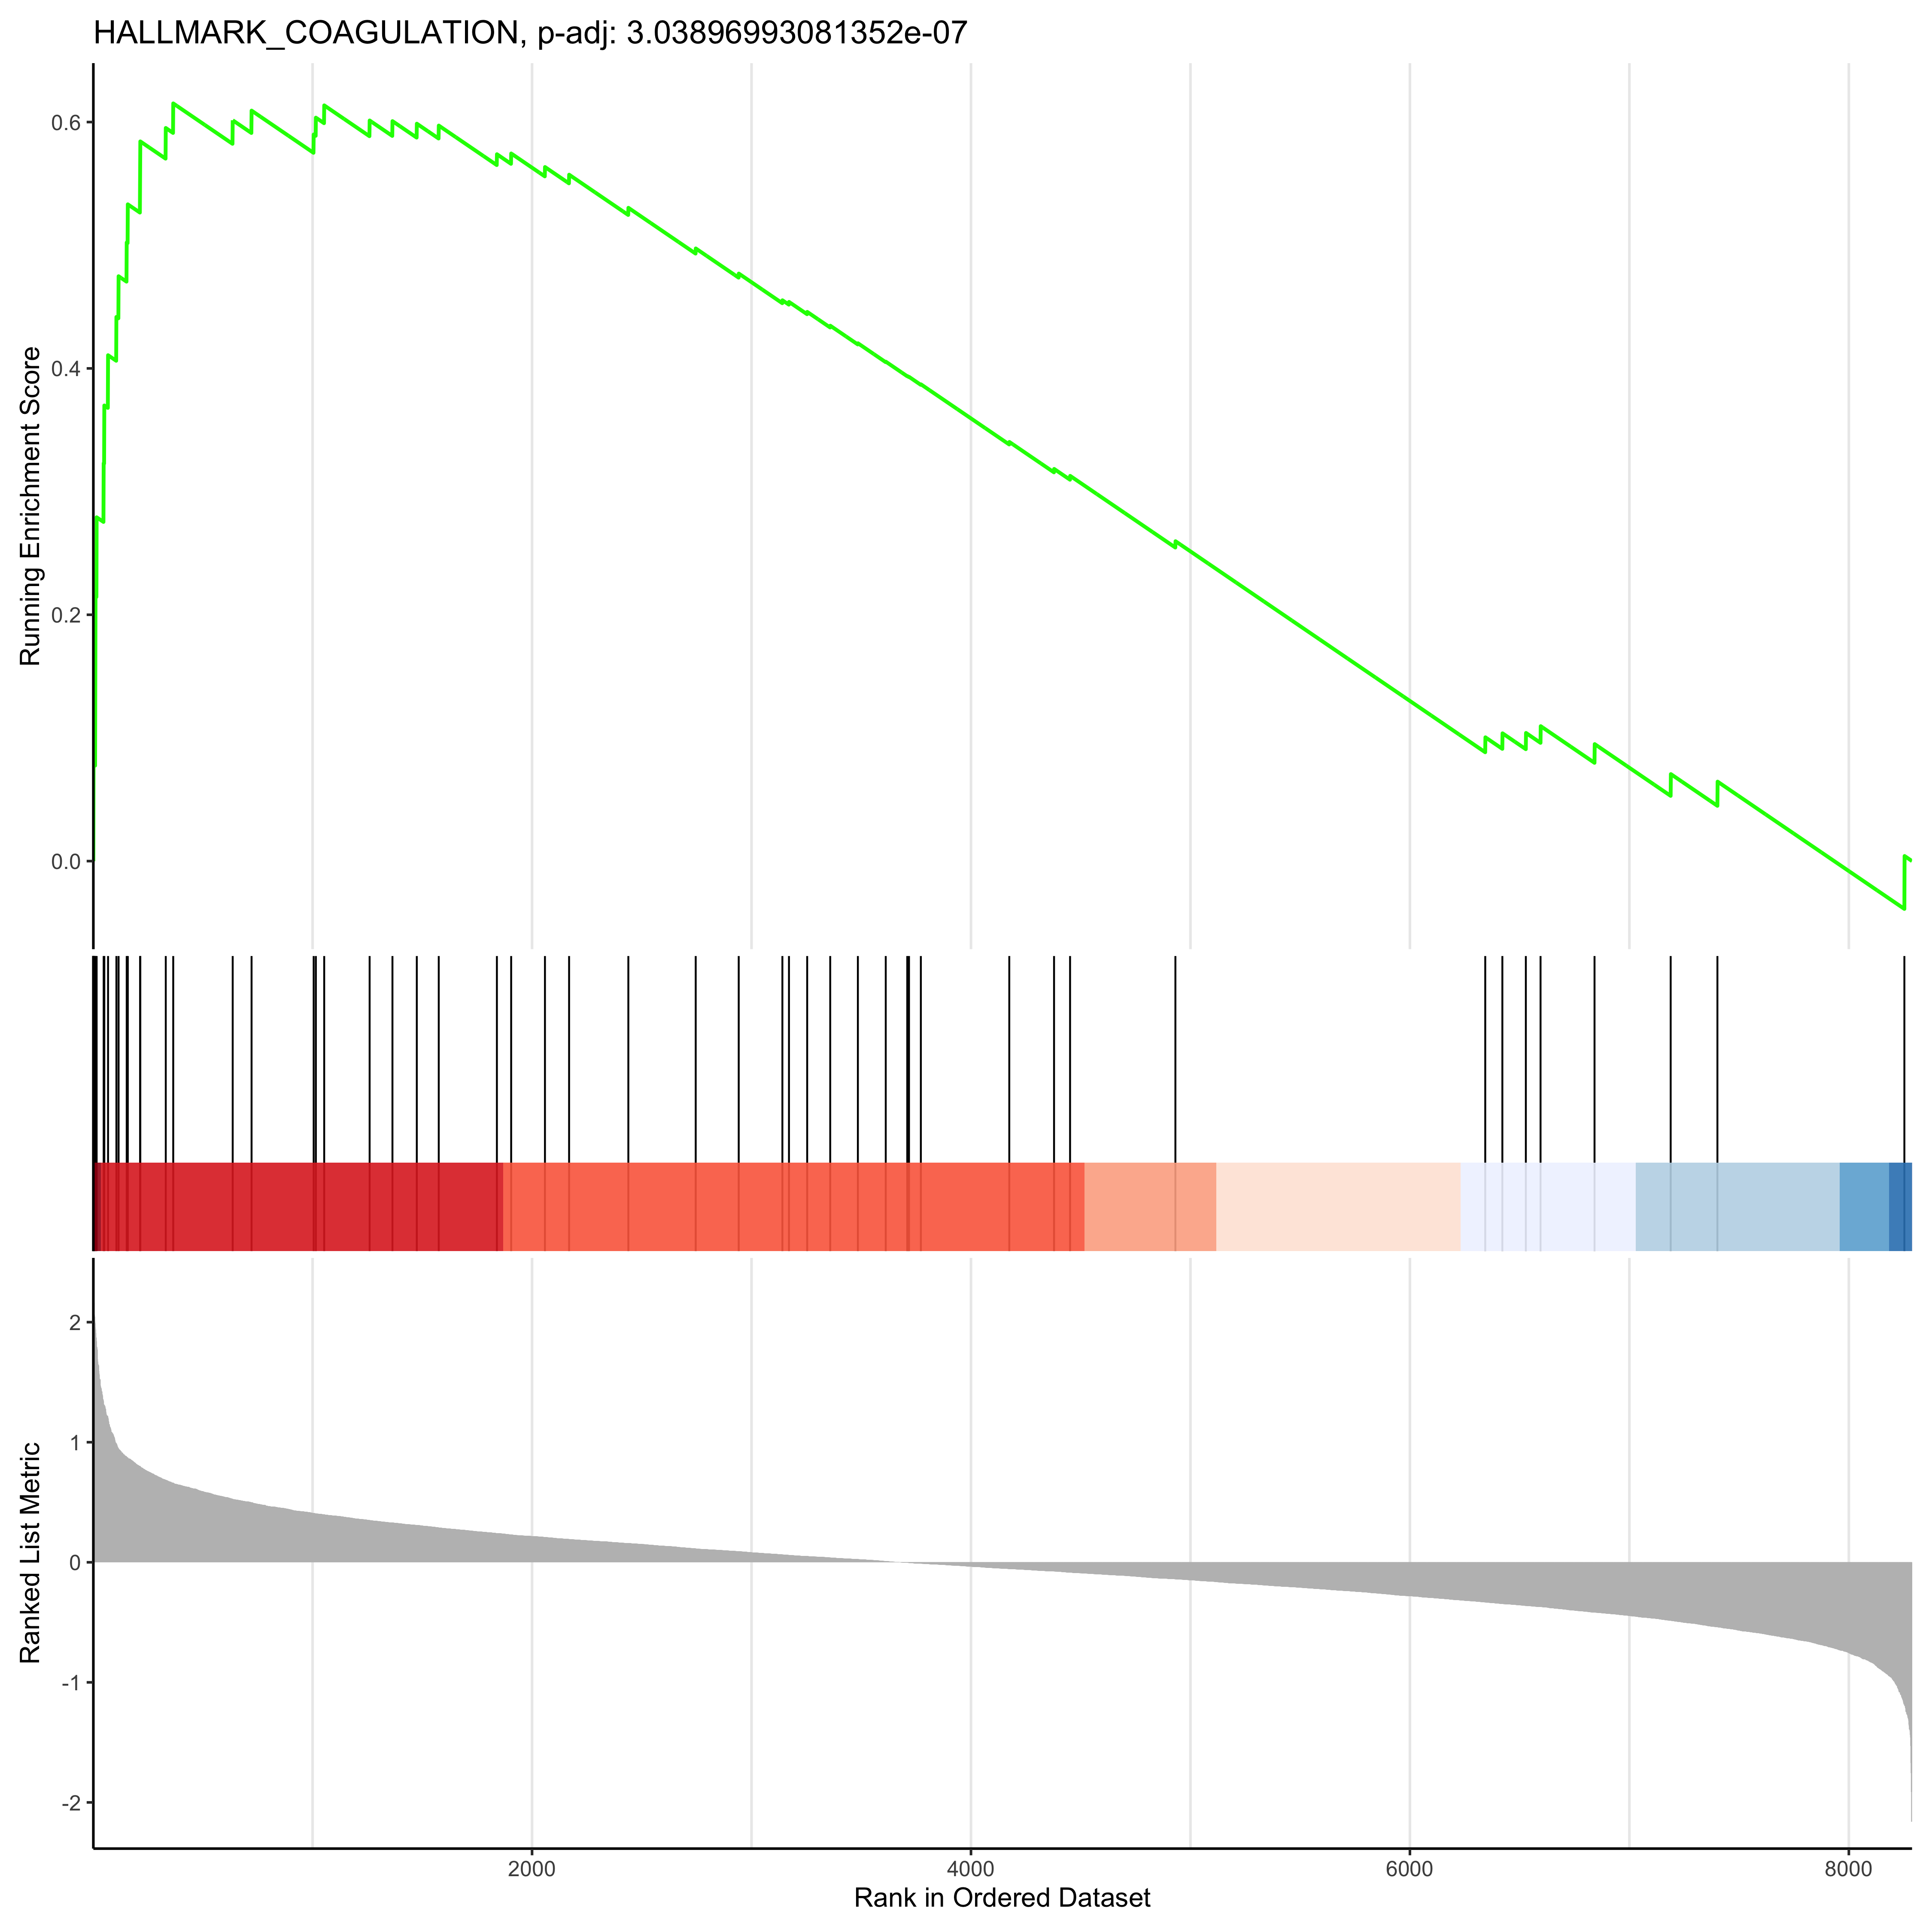 HALLMARK_COAGULATION, p-adj: 3.03896993081352e-07
Running Enrichment Score
0.6
0.4
0.2
0.0
Ranked List Metric
2
1
0
-1
-2
2000 4000 6000 8000
Rank in Ordered Dataset